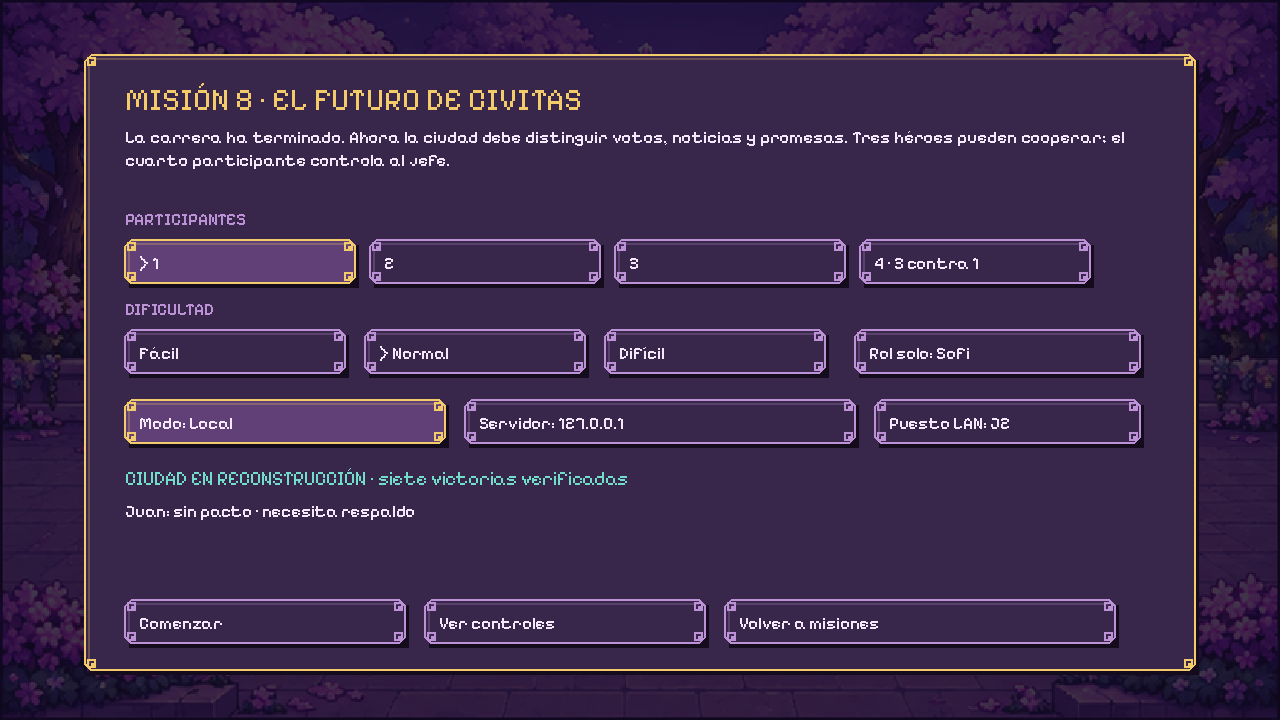 MISIÓN 8 · EL FUTURO DE CIVITAS
La carrera ha terminado. Ahora la ciudad debe distinguir votos, noticias y promesas. Tres héroes pueden cooperar; el
cuarto participante controla al jefe.
PARTICIPANTES
> 1
2
3
4 · 3 contra 1
DIFICULTAD
Fácil
> Normal
Difícil
Rol solo: Sofi
Modo: Local
Servidor: 127.0.0.1
Puesto LAN: J2
CIUDAD EN RECONSTRUCCIÓN · siete victorias verificadas
Juan: sin pacto · necesita respaldo
Comenzar
Ver controles
Volver a misiones